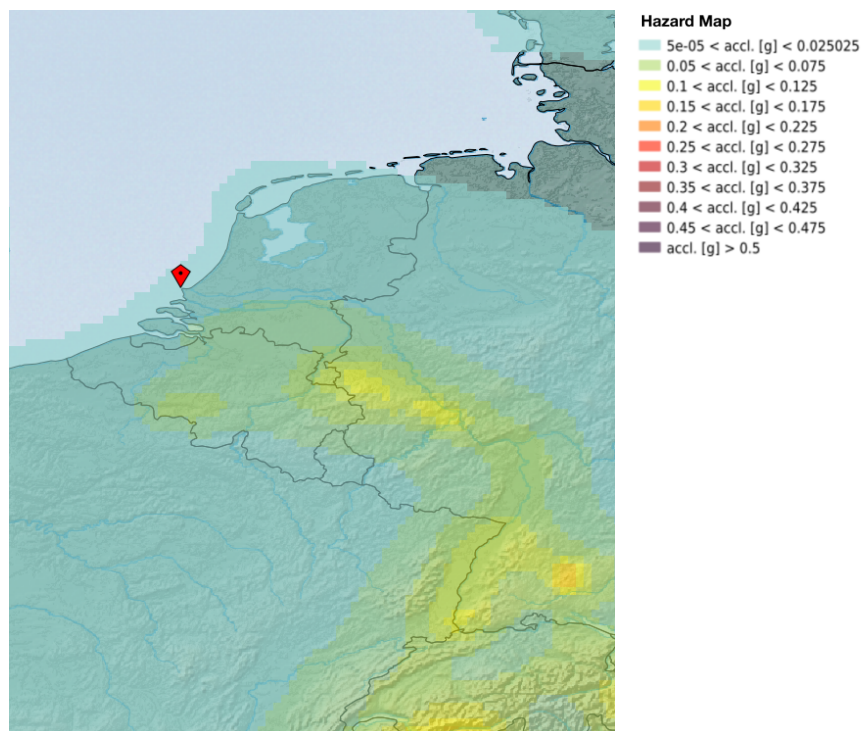 Hazard Map
5e-05 < accl. [g] < 0.025025
0.05 < accl. [g] < 0.075
0.1 < accl. [g] < 0.125
0.15 < accl. [g] < 0.175
0.2 < accl. [g] < 0.225
0.25 < accl. [g] < 0.275
0.3 < accl. [g] < 0.325
0.35 < accl. [g] < 0.375
0.4 < accl. [g] < 0.425
0.45 < accl. [g] < 0.475
accl. [g] > 0.5